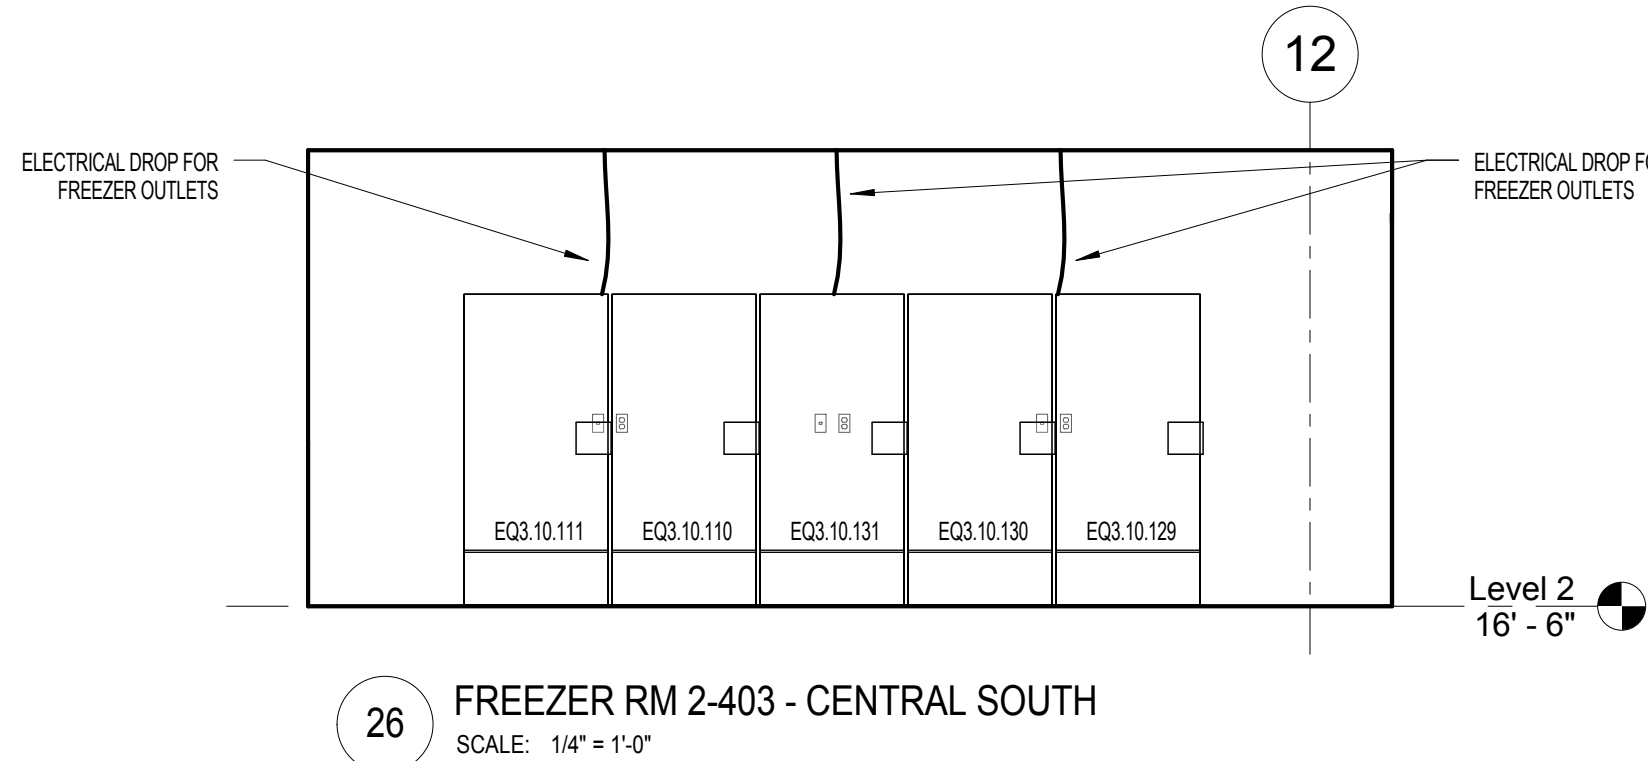 12
ELECTRICAL DROP FOR
FREEZER OUTLETS
ELECTRICAL DROP
FREEZER OUTLETS
EQ3.10.111
EQ3.10.110
EQ3.10.131
EQ3.10.130
EQ3.10.129
Level 2
16' - 6"
26
FREEZER RM 2-403 - CENTRAL SOUTH
SCALE: 1/4" = 1'-0"